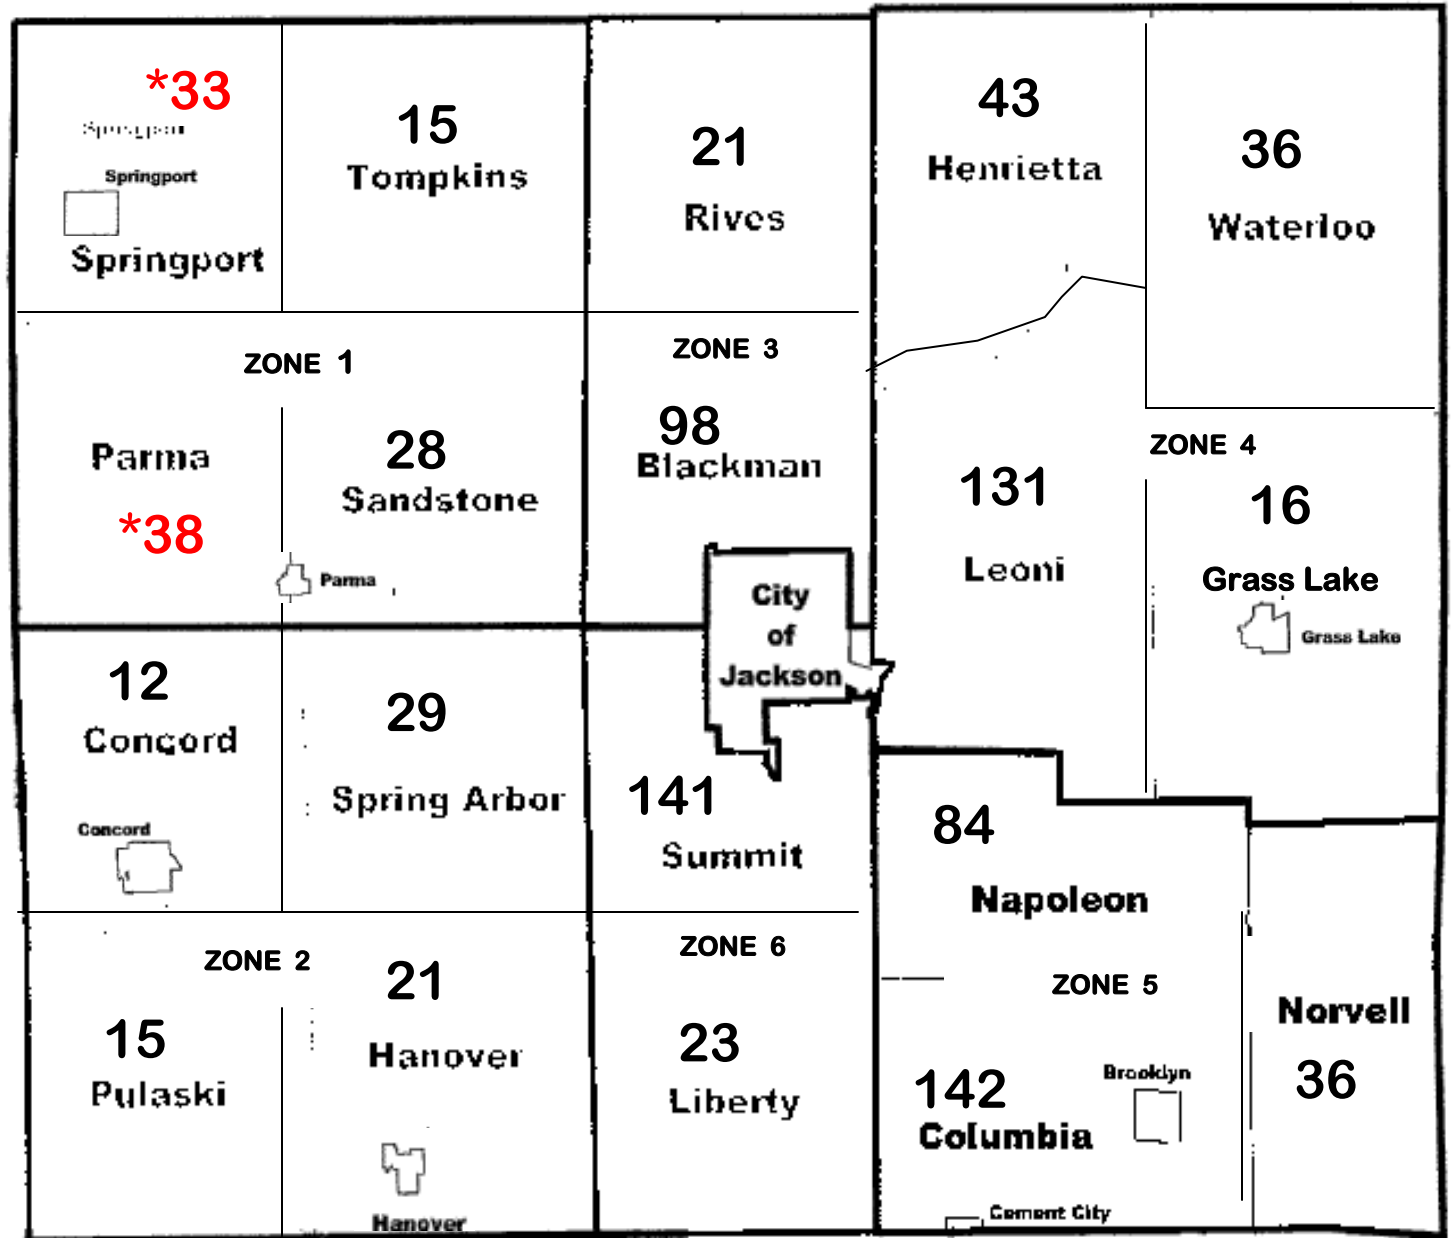 *33
Springport
Springport
Springport
15
Tompkins
21
Rives
43
Henrietta
36
Waterloo
ZONE 1
Parma
*38
28
Sandstone
Parma
ZONE 3
98
Blackman
City
of
Jackson
131
Leoni
ZONE 4
16
Grass Lake
Grass Lake
12
Concord
Concord
29
Spring Arbor
141
Summit
84
Napoleon
ZONE 2
15
Pulaski
21
Hanover
Hanover
ZONE 6
23
Liberty
ZONE 5
142
Columbia
Brooklyn
Cement City
Norvell
36